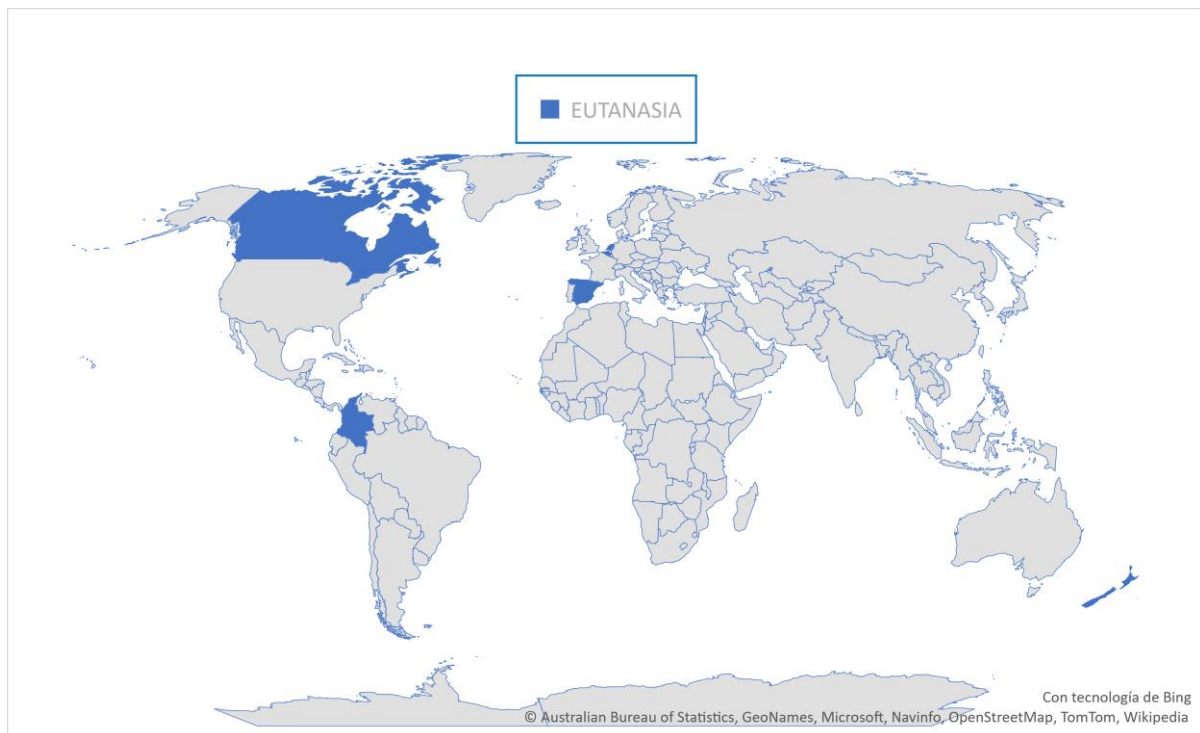 EUTANASIA
Con tecnología de Bing
© Australian Bureau of Statistics, GeoNames, Microsoft, Navinfo, OpenStreetMap, TomTom, Wikipedia